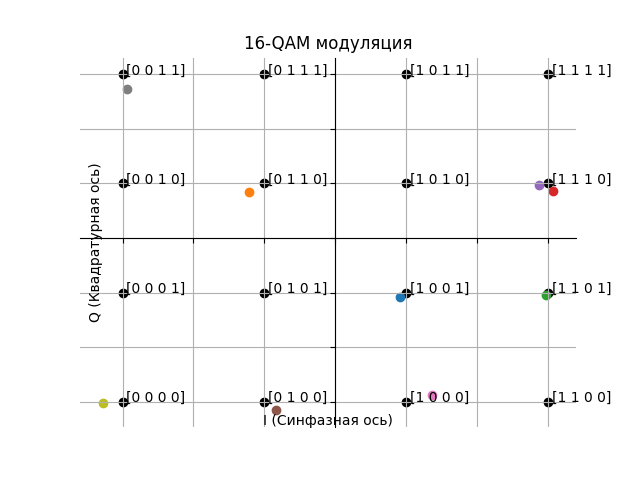 16-QAM модуляция
[0 0 1 1] [0 1 1 1] [1 0 1 1] [1 1 1 1]
[0 0 1 0] [0 1 1 0] [1 0 1 0] [1 1 1 0]
Q (Квадратурная ось)
[0 0 0 1] [0 1 0 1] [1 0 0 1] [1 1 0 1]
[0 0 0 0] [0 1 0 0] [1 0 0 0] [1 1 0 0]
I (Синфазная ось)